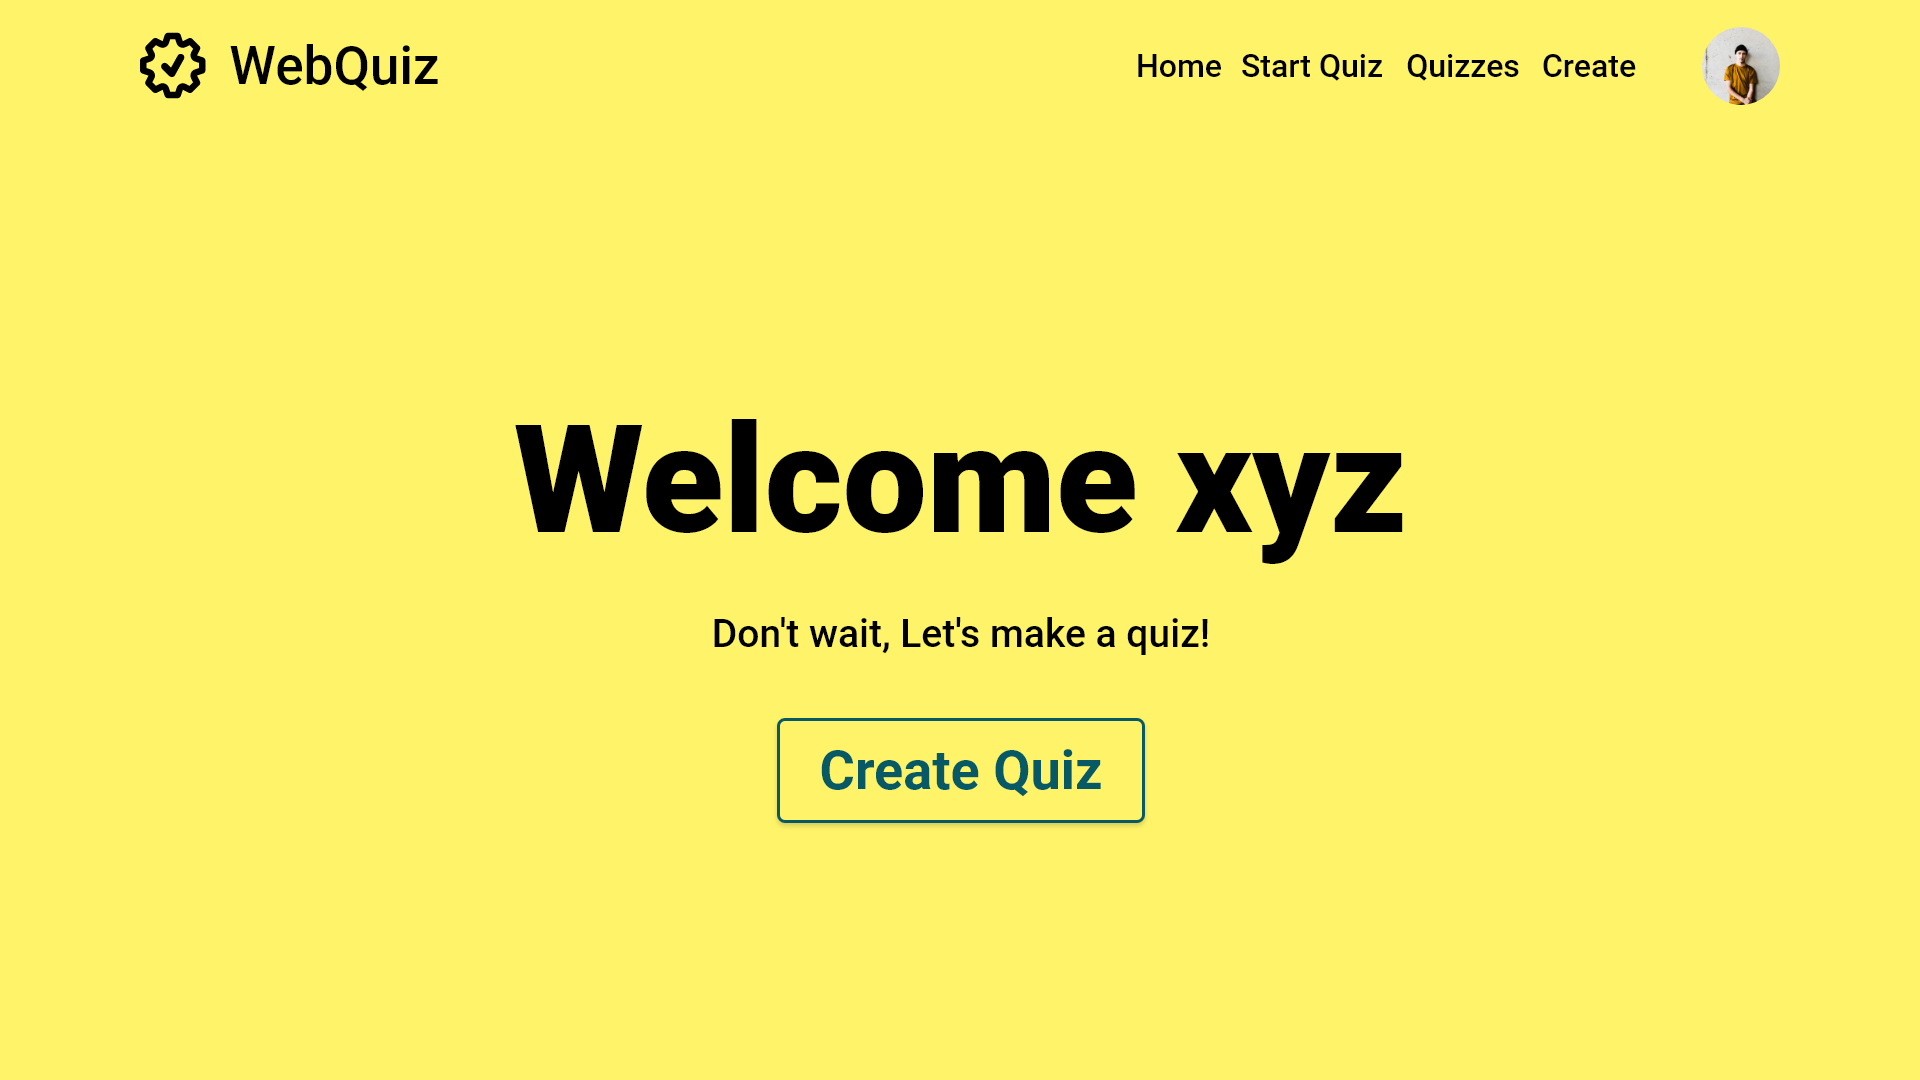 WebQuiz
Home Start Quiz Quizzes Create
Welcome xyz
Don't wait, Let's make a quiz!
Create Quiz